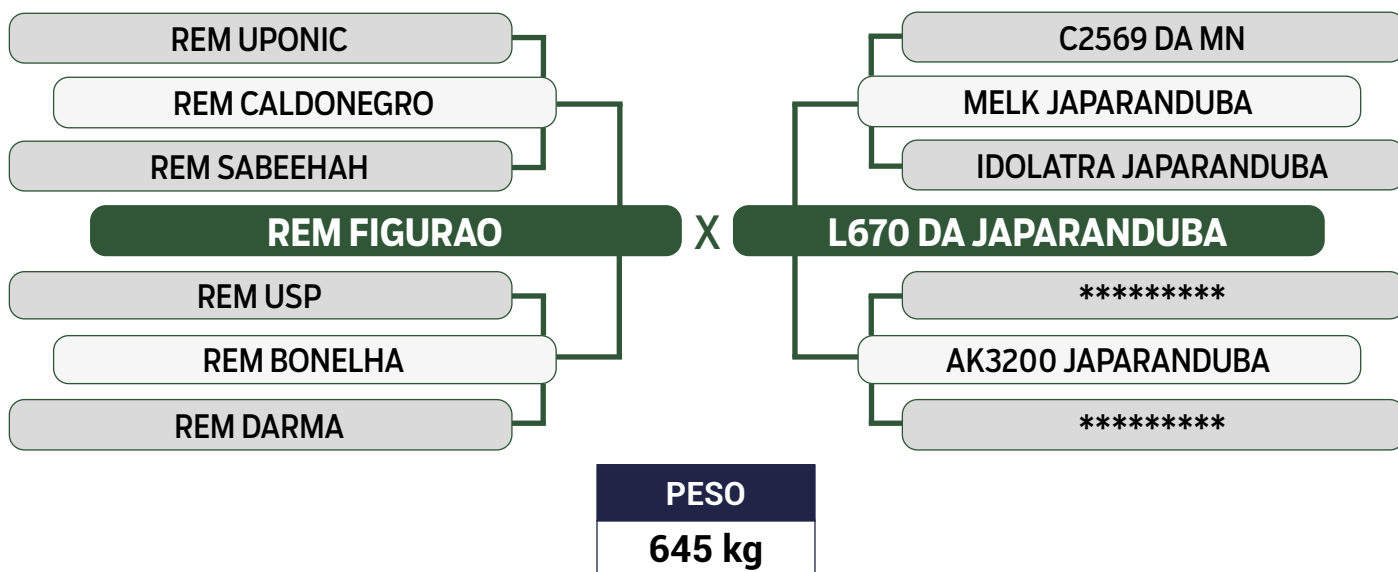 REM UPONIC
REM CALDONEGRO
REM SABEEHAH
REM FIGURAO
REM USP
REM BONELHA
REM DARMA
X
C2569 DA MN
MELK JAPARANDUBA
IDOLATRA JAPARANDUBA
L670 DA JAPARANDUBA
*********
AK3200 JAPARANDUBA
*********
PESO
645 kg